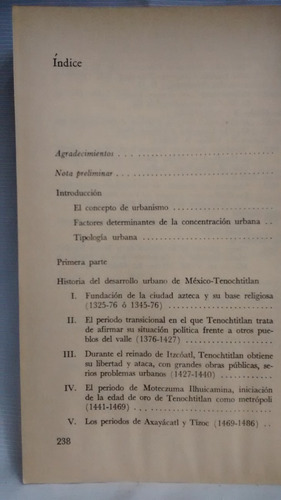 Índice
Agradecimientos . . .
Nota preliminar . . .
Introducción
El concepto de urbanismo . . .
Factores determinantes de la concentración urbana . .
Tipología urbana . . .
Primera parte
Historia del desarrollo urbano de México-Tenochtitlan
I. Fundación de la ciudad azteca y su base religiosa
(1325-76 ó 1345-76)
II. El periodo transicional en el que Tenochtitlan trata
de afirmar su situación política frente a otros pue-
blos del valle (1376-1427)
III. Durante el reinado de Itzcóatl, Tenochtitlan obtiene
su libertad y ataca, con grandes obras públicas, se-
rios problemas urbanos (1427-1440) . . .
IV. El periodo de Moteczuma Ilhuicamina, iniciación
de la edad de oro de Tenochtitlan como metrópoli
(1441-1469) . . .
V. Los periodos de Axayácatl y Tízoc (1469-1486) . .
238